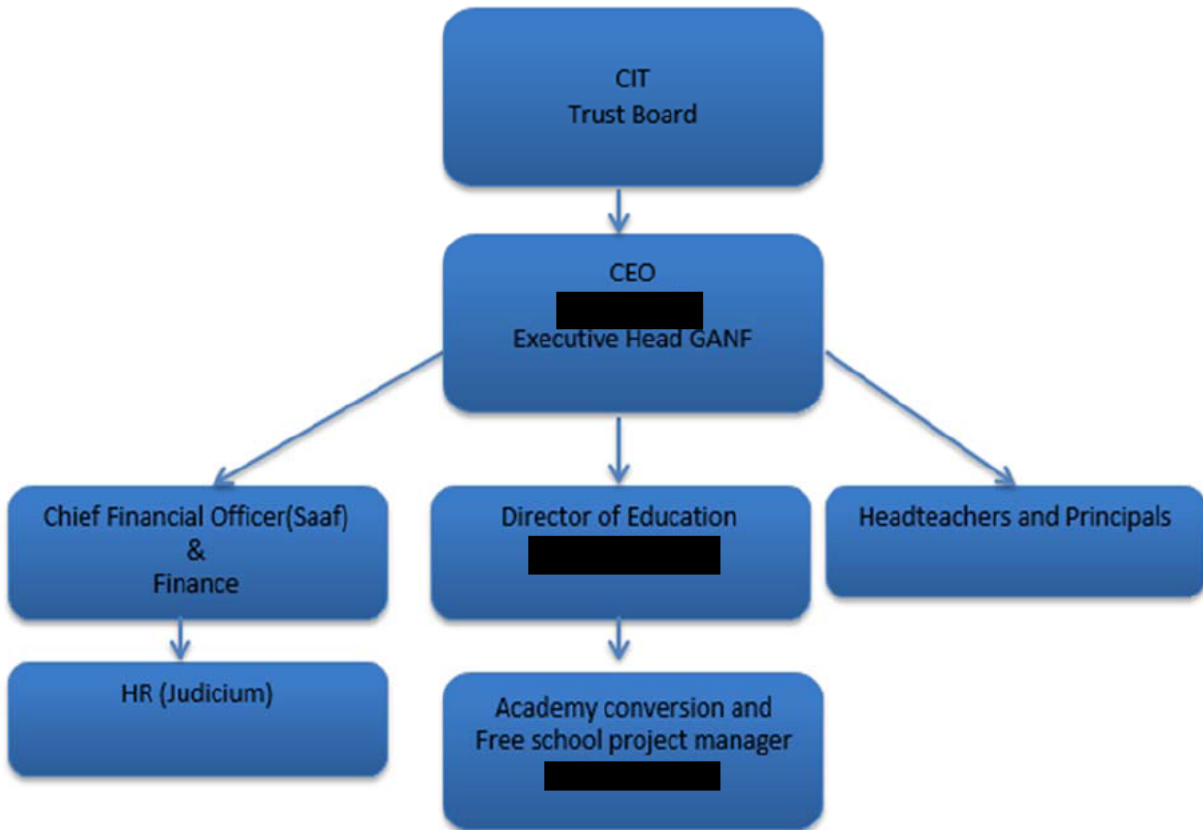 CIT
Trust Board
CEO
Executive Head GANF
Chief Financial Officer(Saaf)
&
Finance
Director of Education
Headteachers and Principals
HR (Judicium)
Academy conversion and
Free school project manager